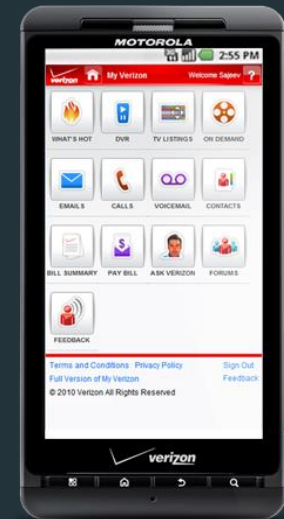 MOTOROLA
3G 2:55 PM
verizon My Verizon Welcome Sajeev ?
WHAT'S HOT DVR TV LISTINGS ON DEMAND
EMAILS CALLS VOICEMAIL CONTACTS
$
BILL SUMMARY PAY BILL ASK VERIZON FORUMS
FEEDBACK
Terms and Conditions Privacy Policy Sign Out
Full Version of My Verizon Feedback
© 2010 Verizon All Rights Reserved
verizon